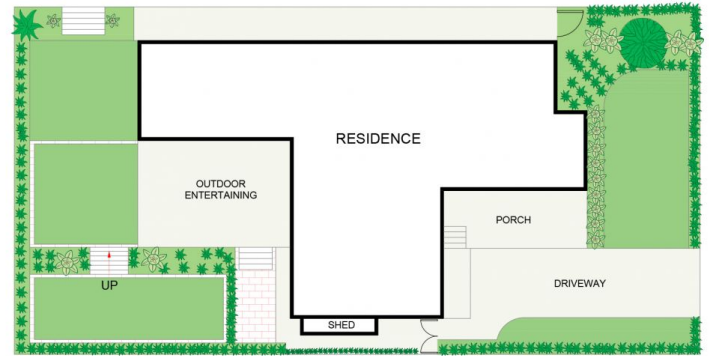 RESIDENCE
OUTDOOR
ENTERTAINING
PORCH
UP
DRIVEWAY
SHED